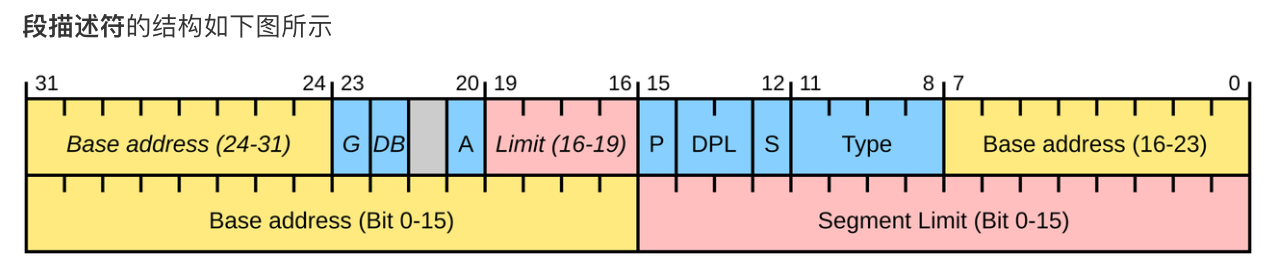 段描述符的结构如下图所示
31 24 23 20 19 16 15 12 11 8 7 0
Base address (24-31) G DB A Limit (16-19) P DPL S Type Base address (16-23)
Base address (Bit 0-15) Segment Limit (Bit 0-15)